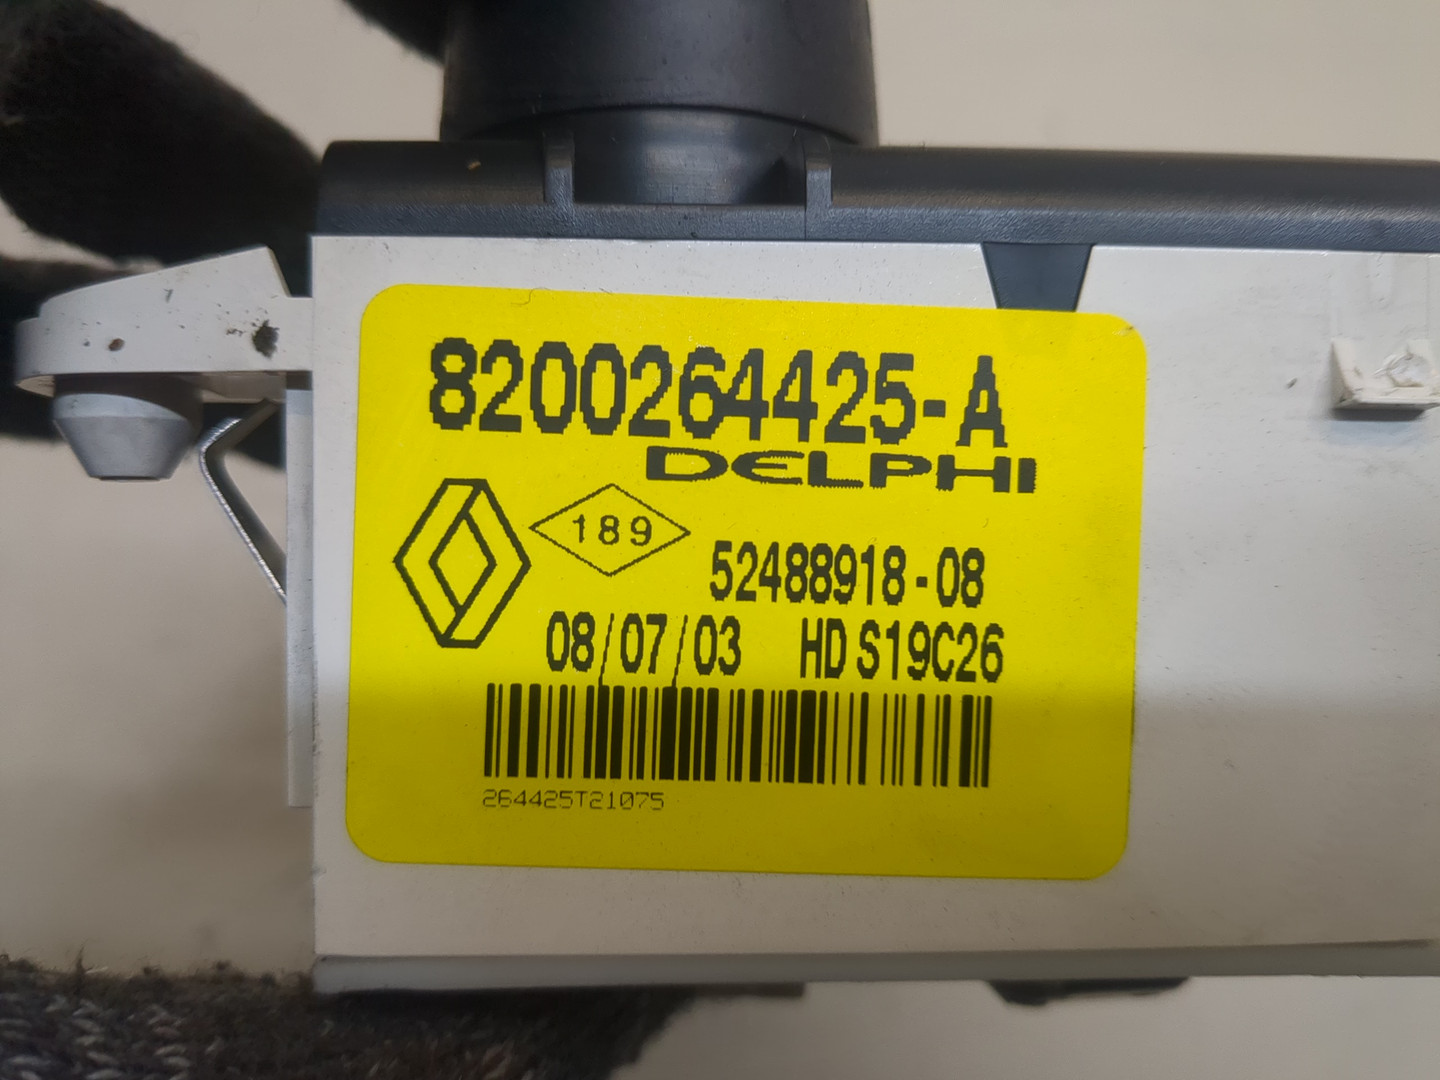 8200264425-A
DELPHI
189
52488918-08
08/07/03 HD S19C26
264425T21075